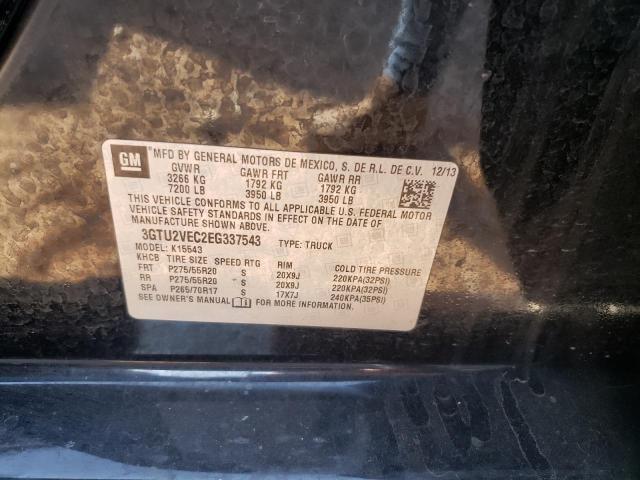 GM MFD BY GENERAL MOTORS DE MEXICO, S. DE R.L. DE C.V. 12/13
GVWR GAWR FRT GAWR RR
3266 KG 1792 KG 1792 KG
7200 LB 3950 LB 3950 LB
THIS VEHICLE CONFORMS TO ALL APPLICABLE U.S. FEDERAL MOTOR
VEHICLE SAFETY AND THEFT PREVENTION STANDARDS IN EFFECT ON THE
DATE OF MANUFACTURE SHOWN ABOVE.
3GTU2VEC2EG337543 TYPE: TRUCK
MODEL: K15543
KHCB TIRE SIZE SPEED RTG RIM COLD TIRE PRESSURE
FRT P275/55R20 S 20X9J 220KPA(32PSI)
RR P275/55R20 S 20X9J 220KPA(32PSI)
SPA P265/70R17 S 17X7J 240KPA(35PSI)
SEE OWNER'S MANUAL FOR MORE INFORMATION.